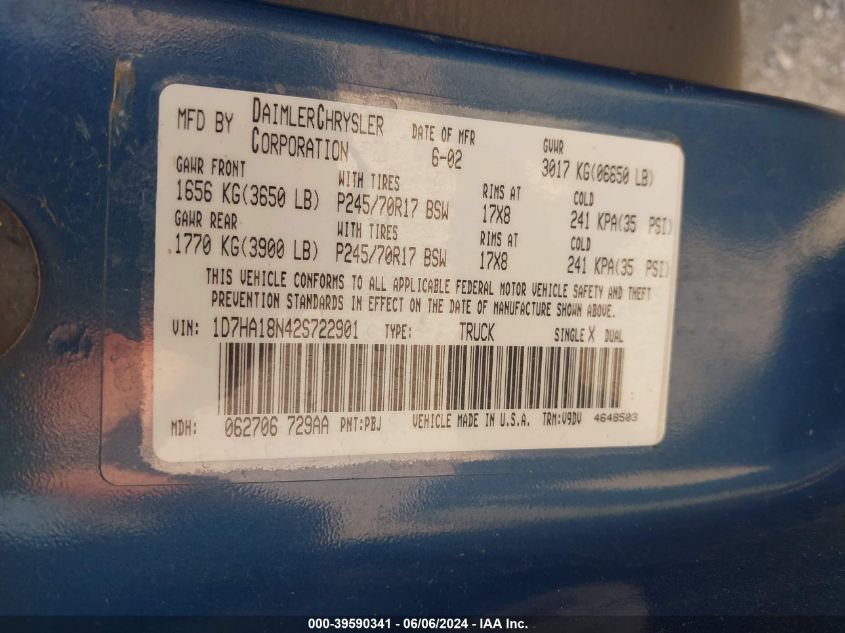 MFD BY DAIMLERCHRYSLER CORPORATION DATE OF MFR 6-02 GVWR 3017 KG(06650 LB)
GAWR FRONT WITH TIRES RIMS AT COLD
1656 KG(3650 LB) P245/70R17 BSW 17X8 241 KPA(35 PSI)
GAWR REAR WITH TIRES RIMS AT COLD
1770 KG(3900 LB) P245/70R17 BSW 17X8 241 KPA(35 PSI)
THIS VEHICLE CONFORMS TO ALL APPLICABLE FEDERAL MOTOR VEHICLE SAFETY AND THEFT
PREVENTION STANDARDS IN EFFECT ON THE DATE OF MANUFACTURE SHOWN ABOVE.
VIN: 1D7HA18N42S722901 TYPE: TRUCK SINGLE X DUAL
MDH: 062706 729AA PNT:PBJ VEHICLE MADE IN U.S.A. TRM:V9DV 4648503
000-39590341 - 06/06/2024 - IAA Inc.